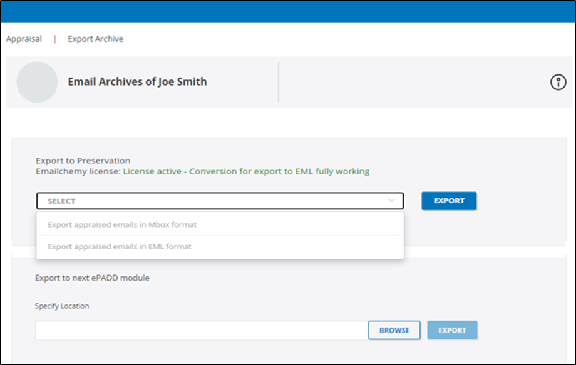 Appraisal | Export Archive
Email Archives of Joe Smith
Export to Preservation
Emailchemy license: License active - Conversion for export to EML fully working
SELECT
EXPORT
Export appraised emails in Mbox format
Export appraised emails in EML format
Export to next ePADD module
Specify Location
BROWSE
EXPORT